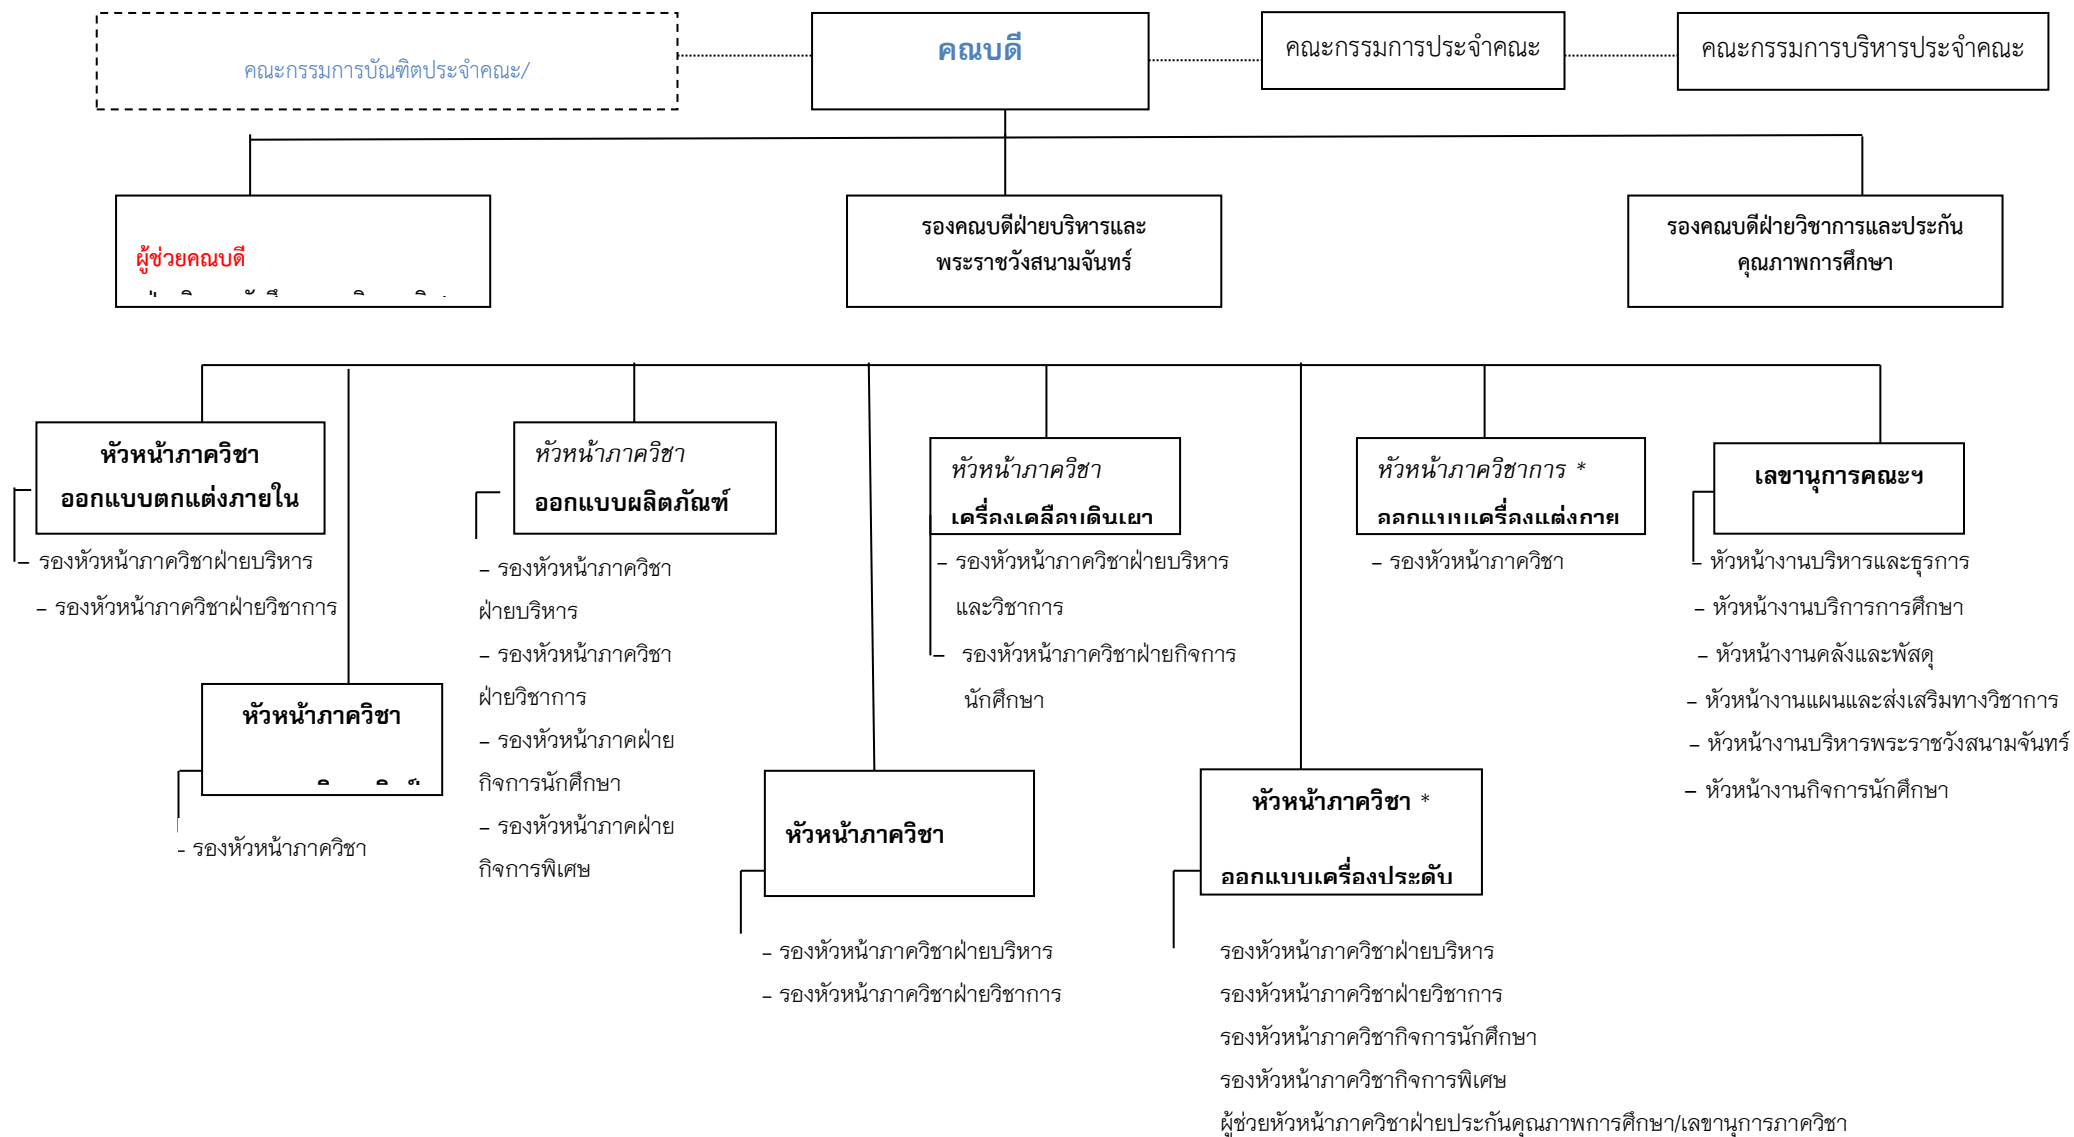 คณะกรรมการบัณฑิตประจำคณะ/
คณบดี
คณะกรรมการประจำคณะ
คณะกรรมการบริหารประจำคณะ
ผู้ช่วยคณบดี
รองคณบดีฝ่ายบริหารและ
พระราชวังสนามจันทร์
รองคณบดีฝ่ายวิชาการและประกัน
คุณภาพการศึกษา
หัวหน้าภาควิชา
ออกแบบตกแต่งภายใน
– รองหัวหน้าภาควิชาฝ่ายบริหาร
– รองหัวหน้าภาควิชาฝ่ายวิชาการ
หัวหน้าภาควิชา
– รองหัวหน้าภาควิชา
หัวหน้าภาควิชา
ออกแบบผลิตภัณฑ์
– รองหัวหน้าภาควิชา
ฝ่ายบริหาร
– รองหัวหน้าภาควิชา
ฝ่ายวิชาการ
– รองหัวหน้าภาคฝ่าย
กิจการนักศึกษา
– รองหัวหน้าภาคฝ่าย
กิจการพิเศษ
หัวหน้าภาควิชา
– รองหัวหน้าภาควิชาฝ่ายบริหาร
– รองหัวหน้าภาควิชาฝ่ายวิชาการ
หัวหน้าภาควิชา
เครื่องเคลือบดินเผา
– รองหัวหน้าภาควิชาฝ่ายบริหาร
และวิชาการ
– รองหัวหน้าภาควิชาฝ่ายกิจการ
นักศึกษา
หัวหน้าภาควิชา *
ออกแบบเครื่องประดับ
รองหัวหน้าภาควิชาฝ่ายบริหาร
รองหัวหน้าภาควิชาฝ่ายวิชาการ
รองหัวหน้าภาควิชากิจการนักศึกษา
รองหัวหน้าภาควิชากิจการพิเศษ
ผู้ช่วยหัวหน้าภาควิชาฝ่ายประกันคุณภาพการศึกษา/เลขานุการภาควิชา
หัวหน้าภาควิชาการ *
ออกแบบเครื่องแต่งกาย
– รองหัวหน้าภาควิชา
เลขานุการคณะฯ
– หัวหน้างานบริหารและธุรการ
– หัวหน้างานบริการการศึกษา
– หัวหน้างานคลังและพัสดุ
– หัวหน้างานแผนและส่งเสริมทางวิชาการ
– หัวหน้างานบริหารพระราชวังสนามจันทร์
– หัวหน้างานกิจการนักศึกษา